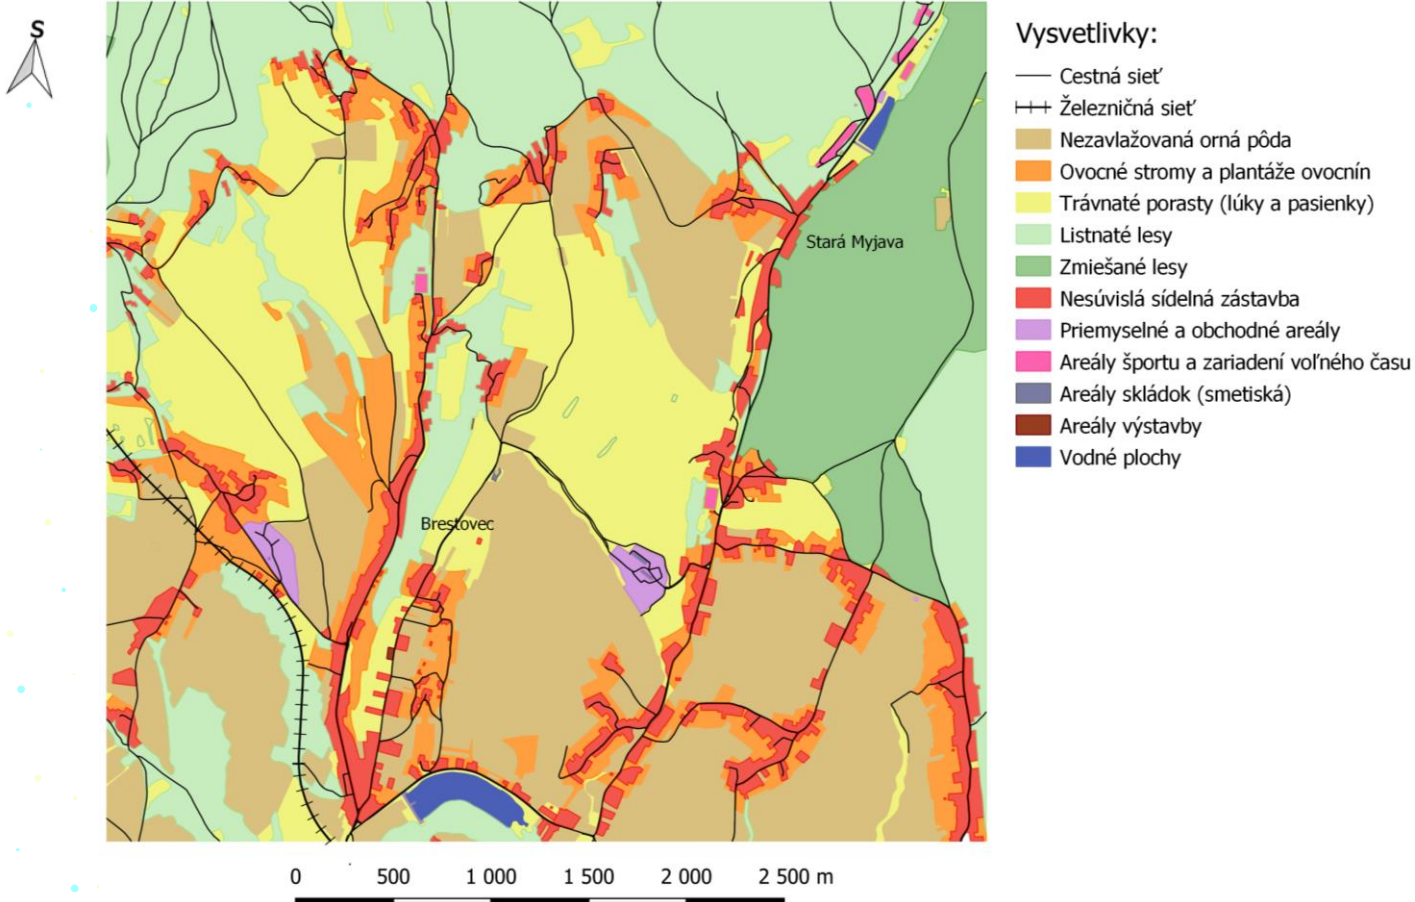 S
Vysvetlivky:
Cestná sieť
Železničná sieť
Nezavlažovaná orná pôda
Ovocné stromy a plantáže ovocnín
Trávnaté porasty (lúky a pasienky)
Listnaté lesy
Zmiešané lesy
Nesúvislá sídelná zástavba
Priemyselné a obchodné areály
Areály športu a zariadení voľného času
Areály skládok (smetiská)
Areály výstavby
Vodné plochy
Stará Myjava
Brestovec
0 500 1 000 1 500 2 000 2 500 m